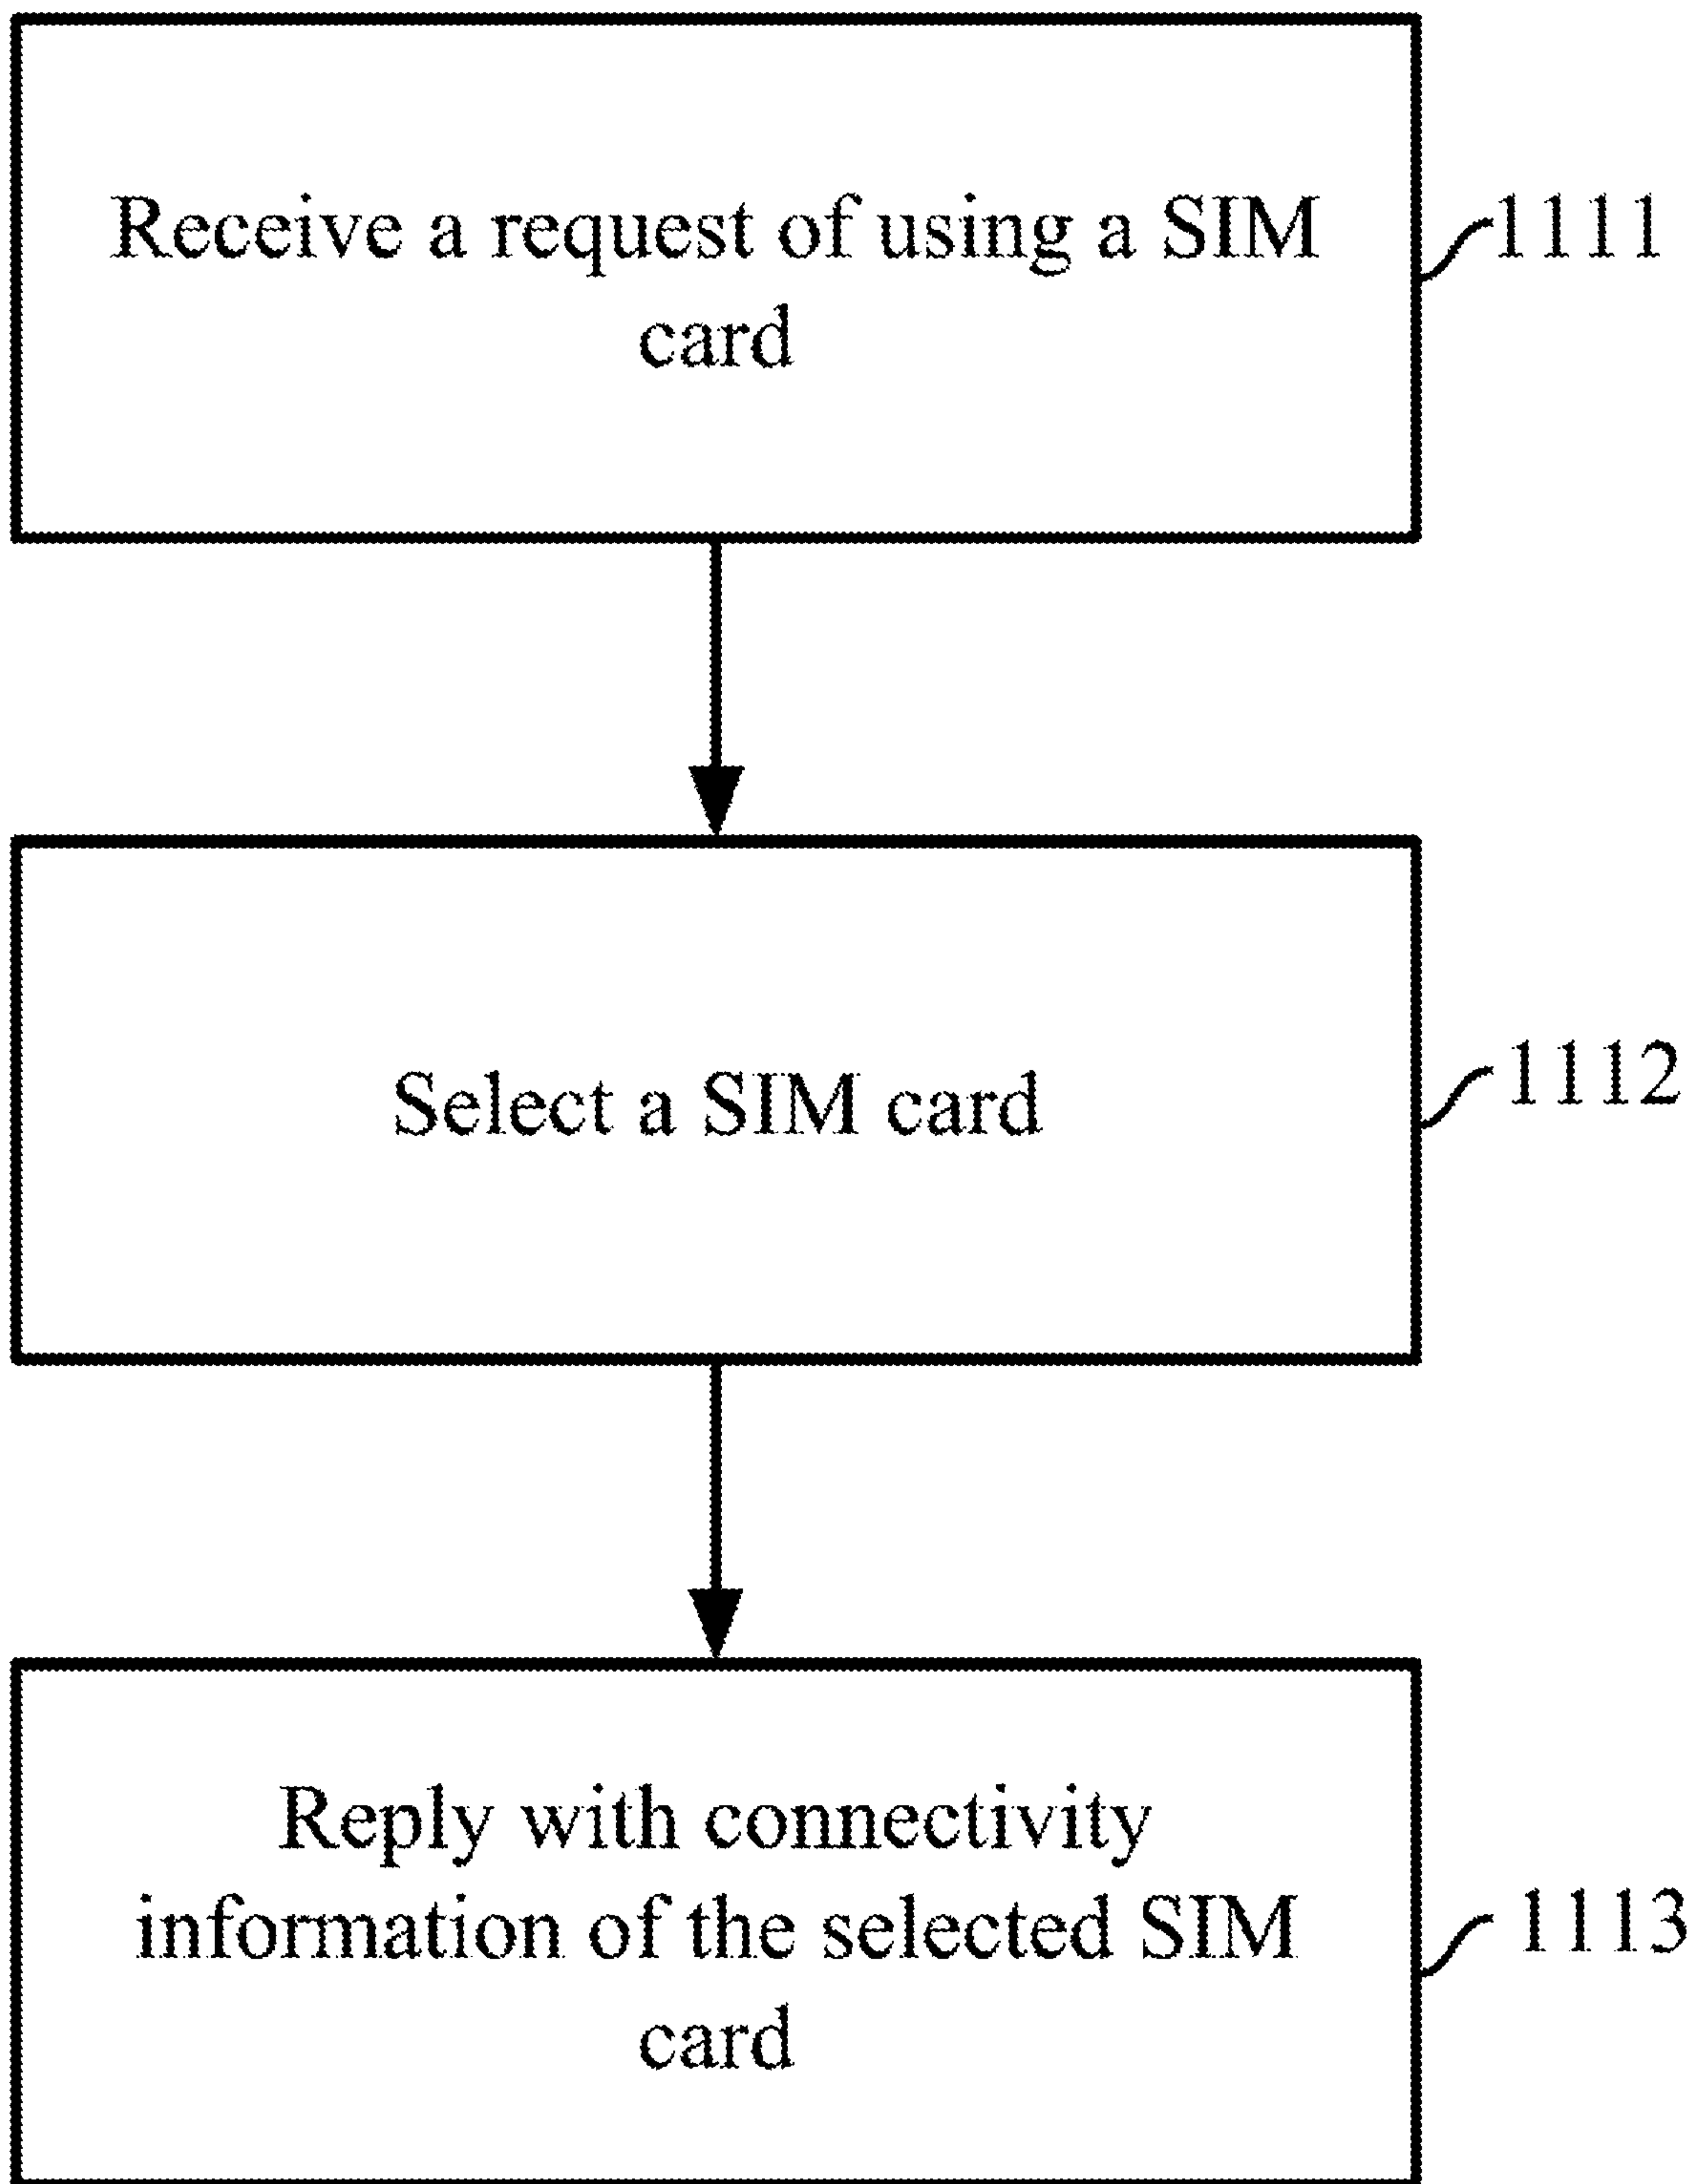 Receive a request of using a SIM
card
1111
Select a SIM card
1112
Reply with connectivity
information of the selected SIM
card
1113